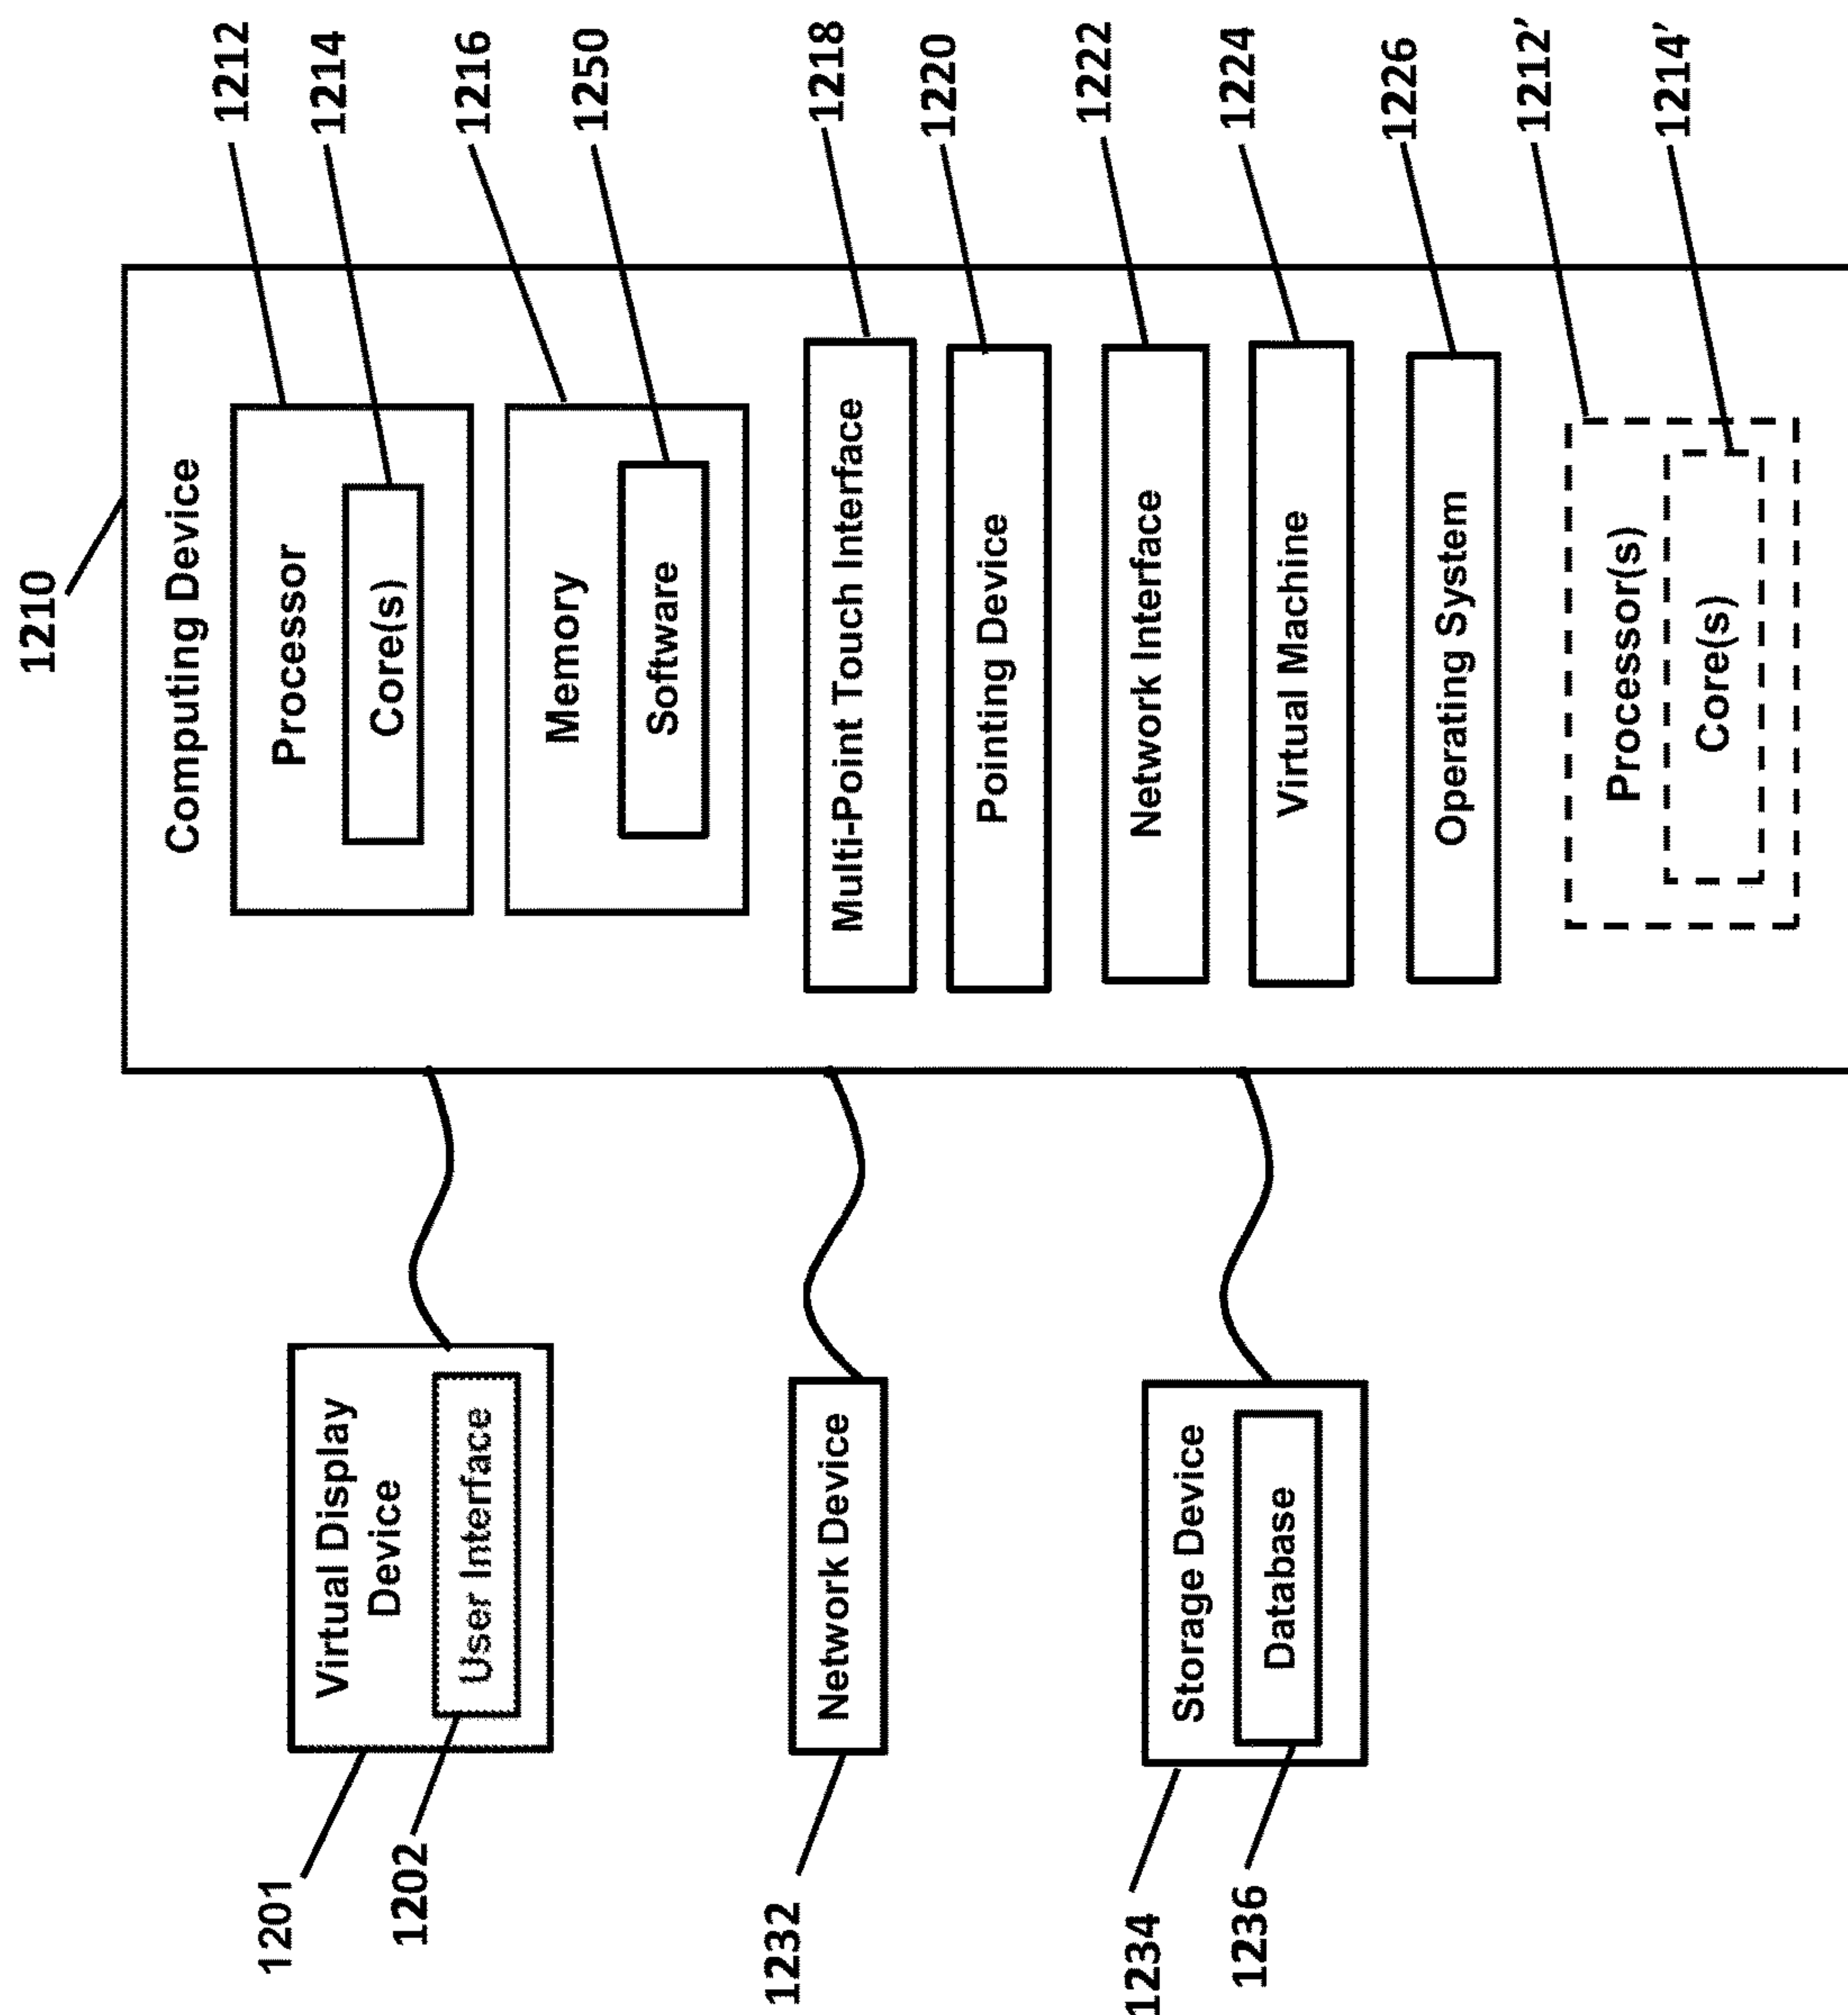 1210
Computing Device
Processor
Core(s)
Memory
Software
Multi-Point Touch Interface
Pointing Device
Network Interface
Virtual Machine
Operating System
Processor(s)
Core(s)
1212
1214
1216
1250
1218
1220
1222
1224
1226
1212'
1214'
Virtual Display
Device
User Interface
1201
1202
Network Device
1232
Storage Device
Database
1234
1236